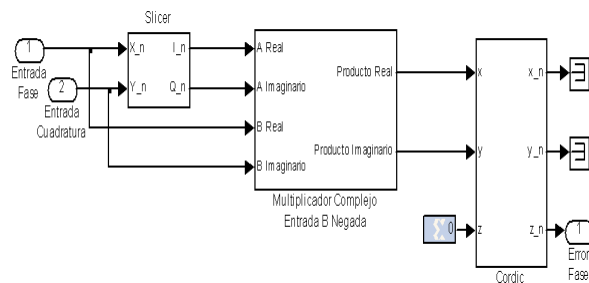 Slicer
1
Entrada
Fase
2
Entrada
Cuadratura
X_n
I_n
Y_n
Q_n
A Real
A Imaginario
B Real
B Imaginario
Producto Real
Producto Imaginario
Multiplicador Complejo
Entrada B Negada
x
x_n
y
y_n
0
z
z_n
Cordic
1
Error
Fase